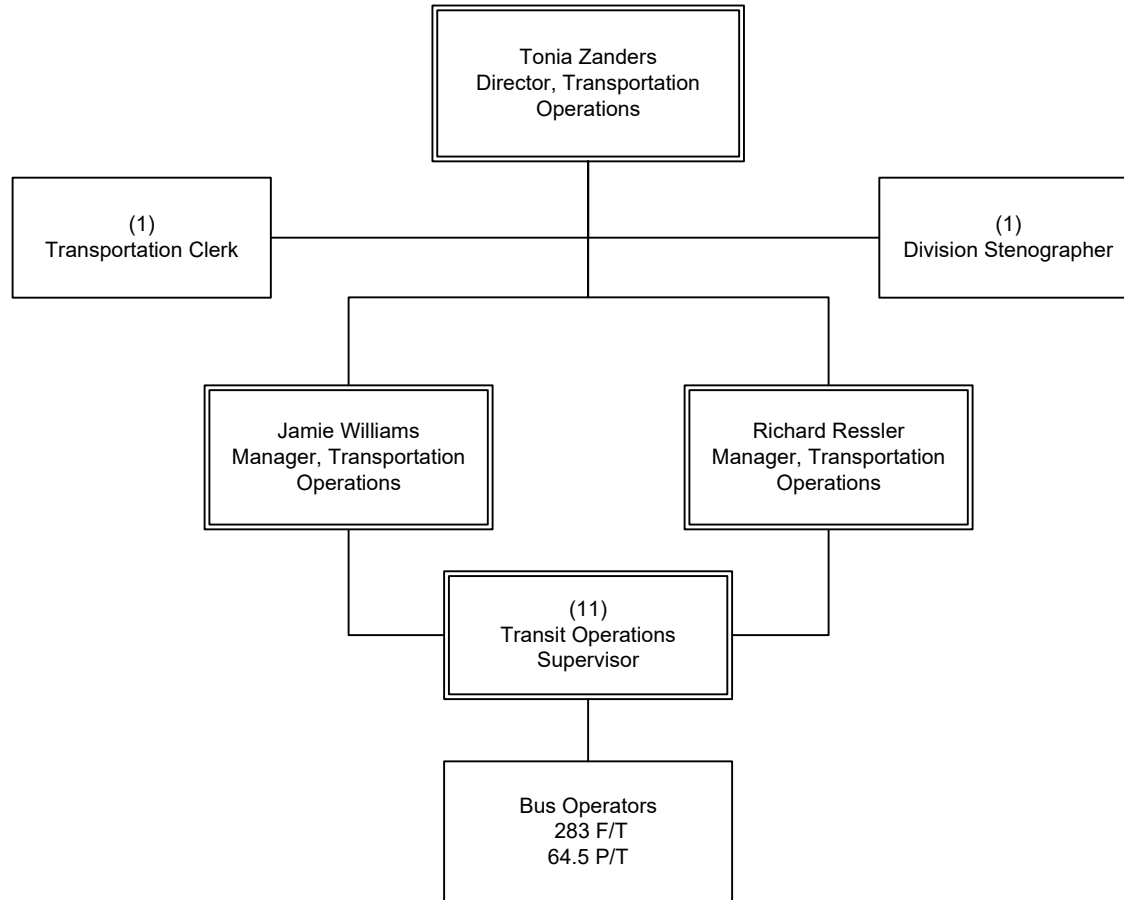 Tonia Zanders
Director, Transportation
Operations
(1)
Transportation Clerk
(1)
Division Stenographer
Jamie Williams
Manager, Transportation
Operations
Richard Ressler
Manager, Transportation
Operations
(11)
Transit Operations
Supervisor
Bus Operators
283 F/T
64.5 P/T